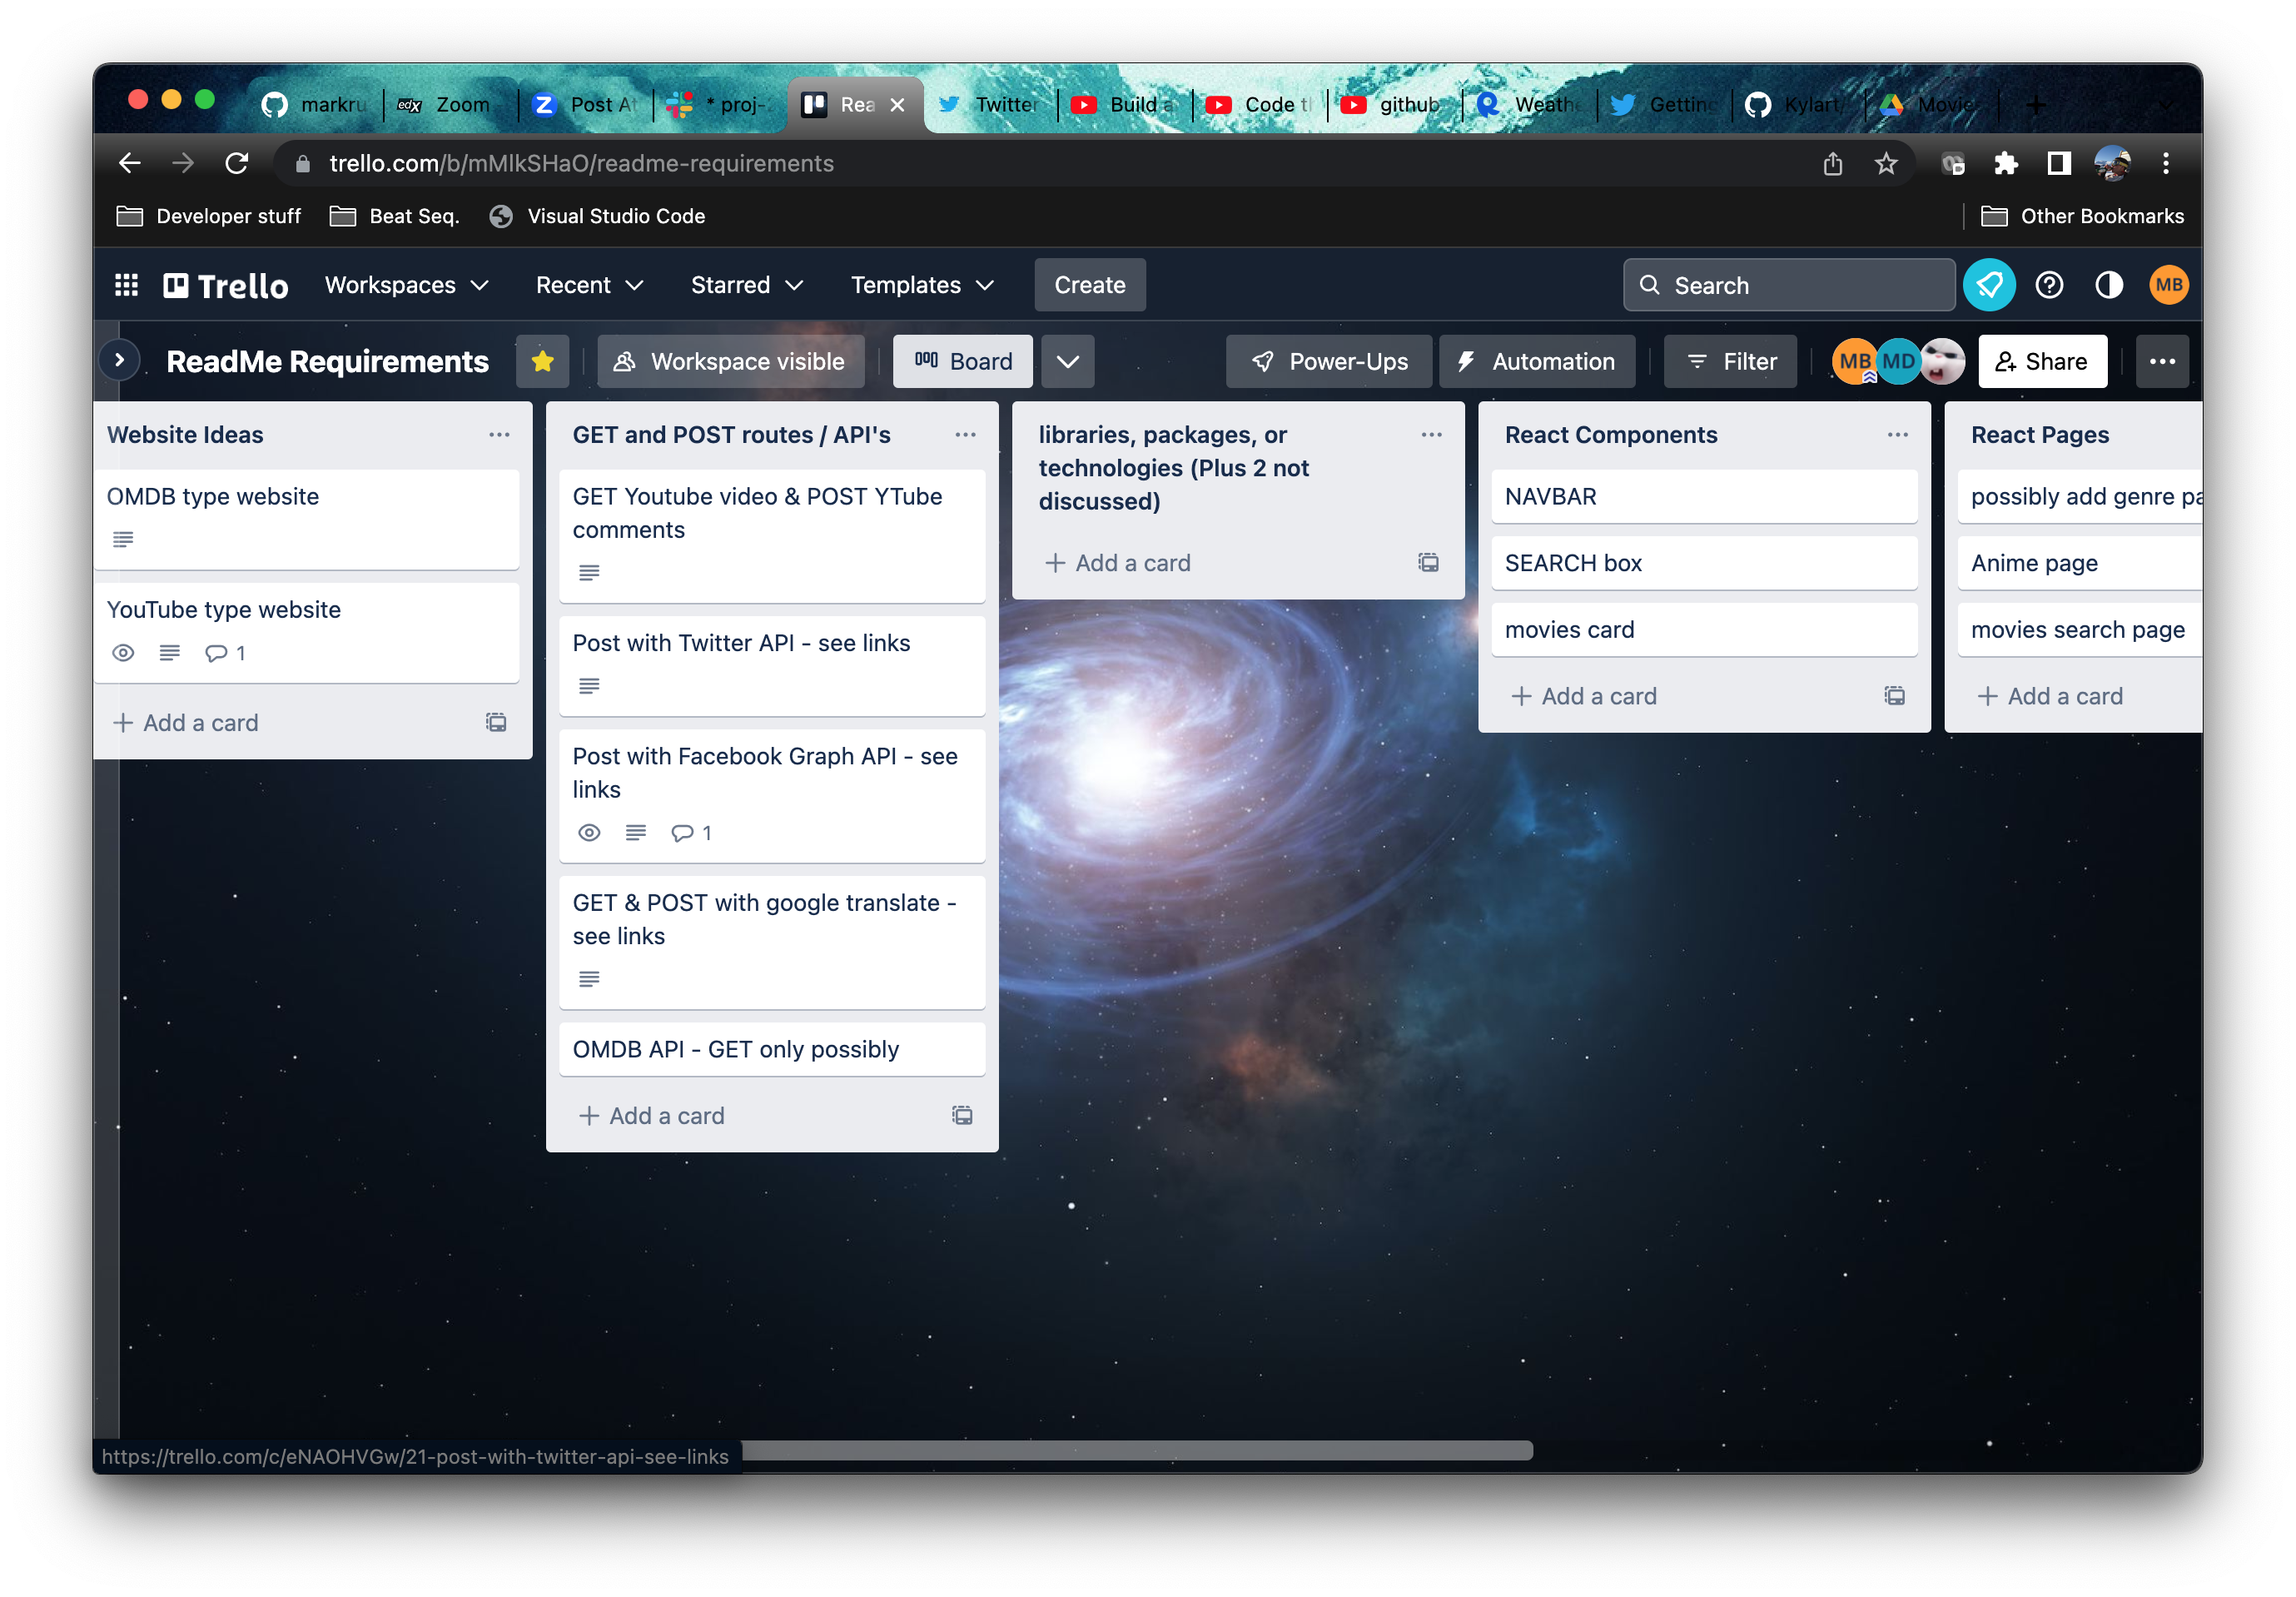 markru
edX Zoom
Post At
* proj-
Rea
Twitter
Build a
Code th
github
Weathe
Getting
Kylart/
Movie
trello.com/b/mMlkSHaO/readme-requirements
Developer stuff
Beat Seq.
Visual Studio Code
Other Bookmarks
Trello
Workspaces
Recent
Starred
Templates
Create
Search
MB
ReadMe Requirements
Workspace visible
Board
Power-Ups
Automation
Filter
MB
MD
Share
Website Ideas
OMDB type website
YouTube type website
1
Add a card
GET and POST routes / API's
GET Youtube video & POST YTube
comments
Post with Twitter API - see links
Post with Facebook Graph API - see
links
1
GET & POST with google translate -
see links
OMDB API - GET only possibly
Add a card
libraries, packages, or
technologies (Plus 2 not
discussed)
Add a card
React Components
NAVBAR
SEARCH box
movies card
Add a card
React Pages
possibly add genre pa
Anime page
movies search page
Add a card
https://trello.com/c/eNAOHVGw/21-post-with-twitter-api-see-links